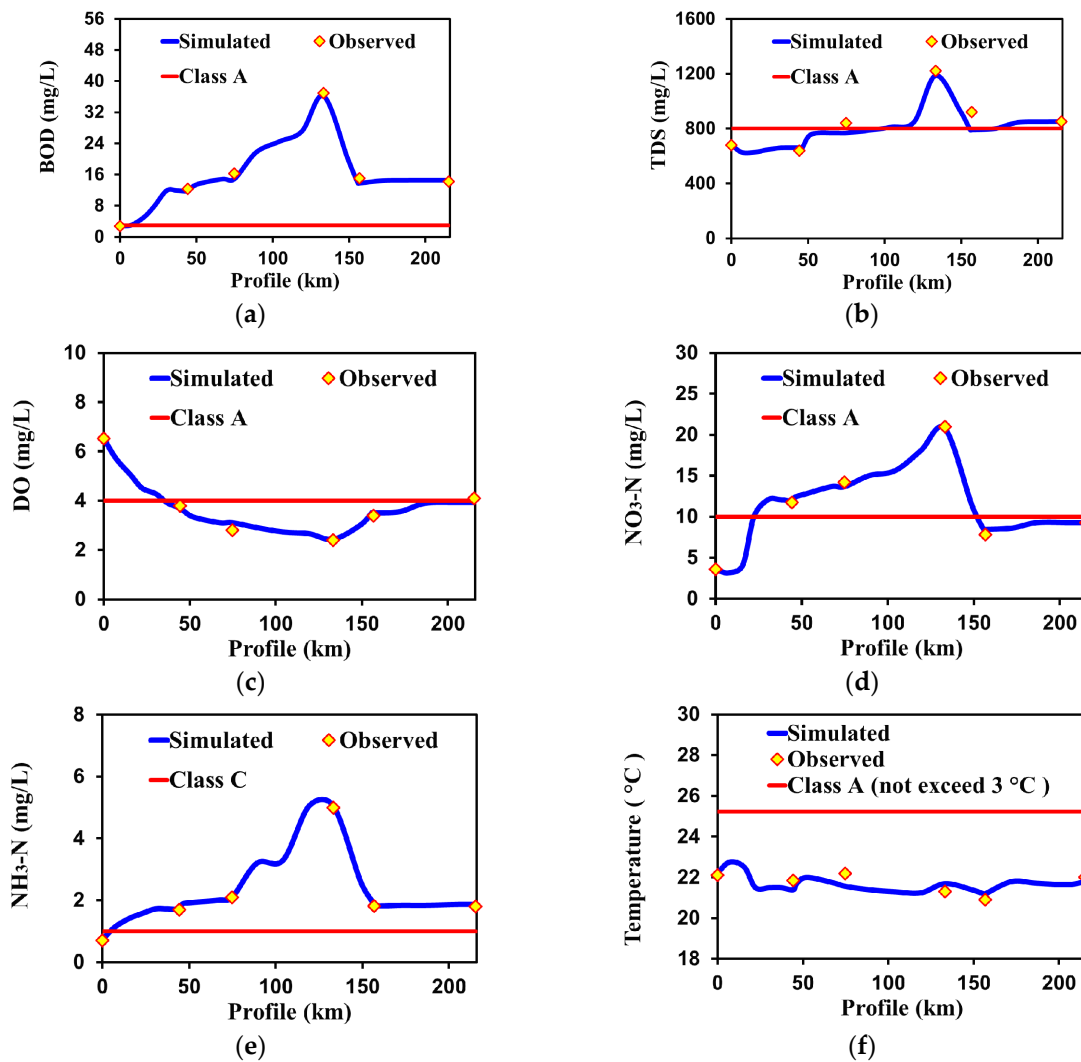 56
48
40
32
24
16
8
0
BOD (mg/L)
Simulated
Observed
Class A
0 50 100 150 200
Profile (km)
(a)
1600
1200
800
400
0
TDS (mg/L)
Simulated
Observed
Class A
0 50 100 150 200
Profile (km)
(b)
10
8
6
4
2
0
DO (mg/L)
Simulated
Observed
Class A
0 50 100 150 200
Profile (km)
(c)
30
25
20
15
10
5
0
NO3-N (mg/L)
Simulated
Observed
Class A
0 50 100 150 200
Profile (km)
(d)
8
6
4
2
0
NH3-N (mg/L)
Simulated
Observed
Class C
0 50 100 150 200
Profile (km)
(e)
30
28
26
24
22
20
18
Temperature ( °C )
Simulated
Observed
Class A (not exceed 3 °C )
0 50 100 150 200
Profile (km)
(f)